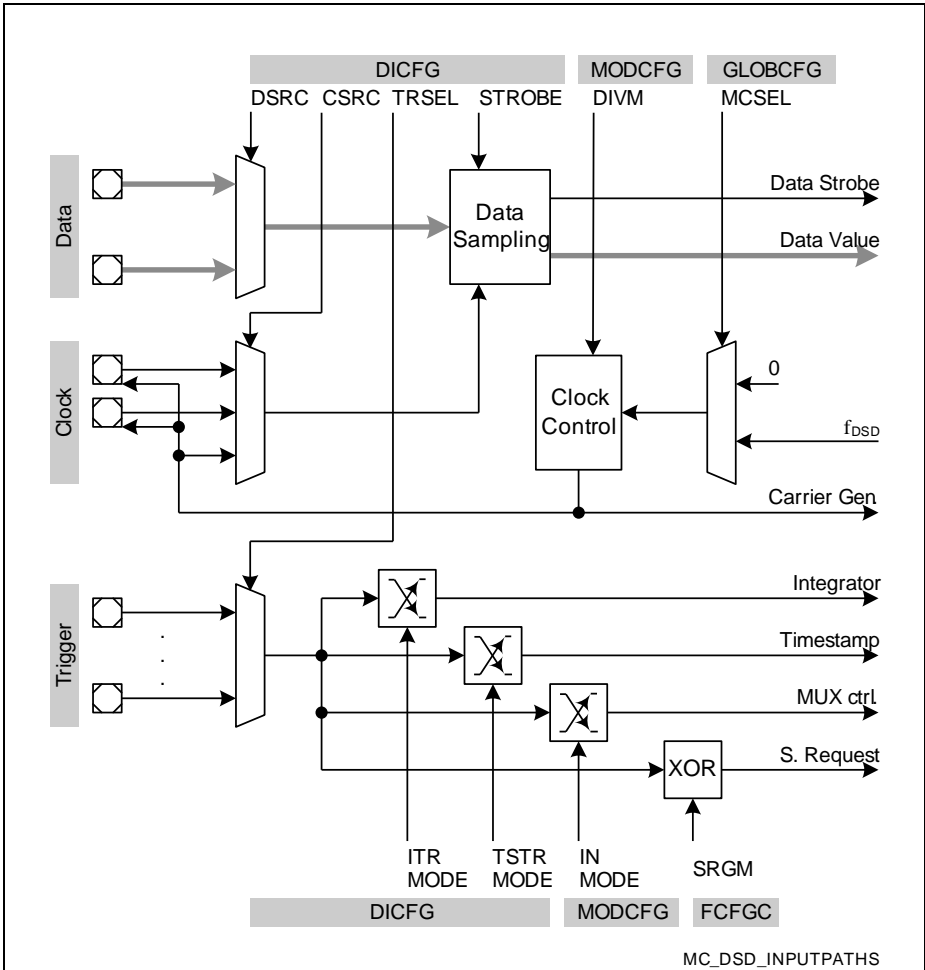 DICFG MODCFG GLOBCFG
DSRC CSRC TRSEL STROBE DIVM MCSEL
Data
Data
Sampling
Data Strobe
Data Value
Clock
Clock
Control
0
fDSD
Carrier Gen.
Trigger
.
.
.
Integrator
Timestamp
MUX ctrl.
XOR
S. Request
ITR
MODE
TSTR
MODE
IN
MODE
SRGM
DICFG MODCFG FCFGC
MC_DSD_INPUTPATHS